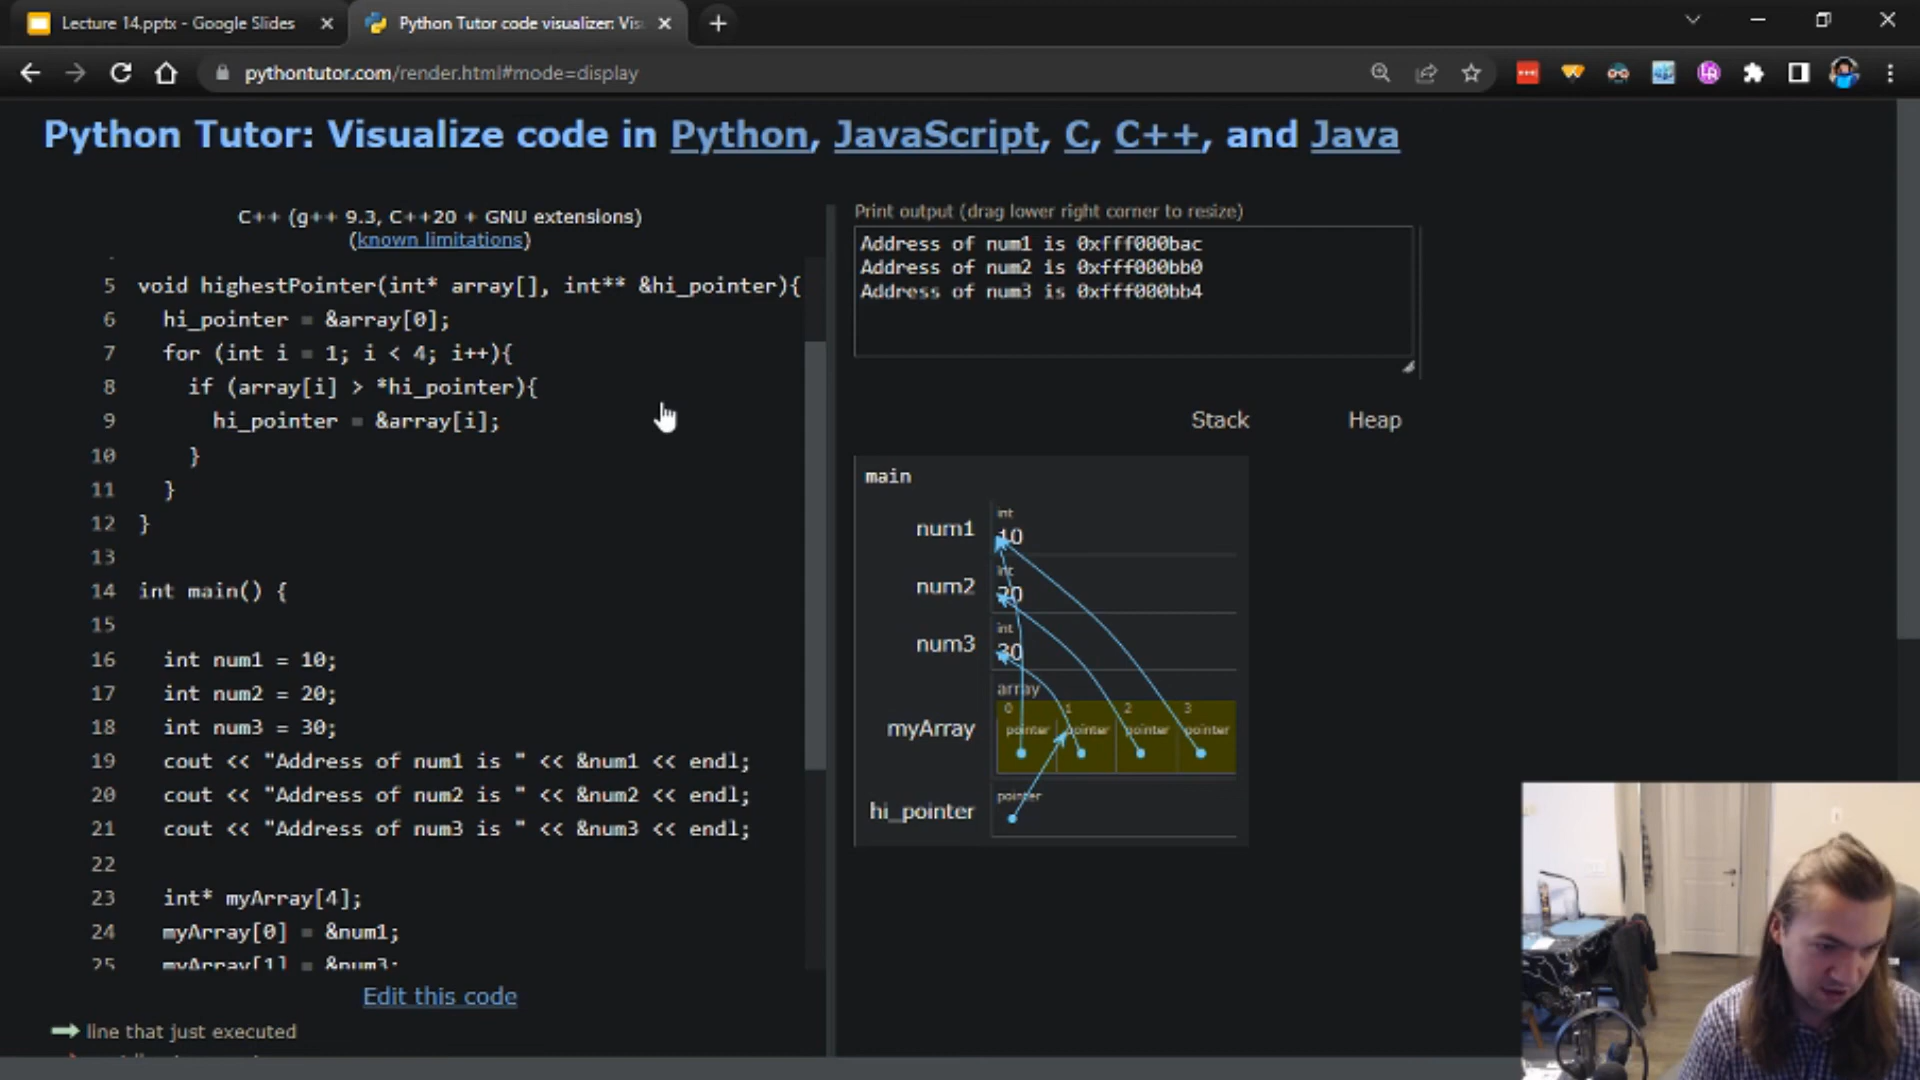 Lecture 14.pptx - Google Slides
Python Tutor code visualizer: Vis
pythontutor.com/render.html#mode=display
Python Tutor: Visualize code in Python, JavaScript, C, C++, and Java
C++ (g++ 9.3, C++20 + GNU extensions)
(known limitations)
5 void highestPointer(int* array[], int** &hi_pointer){
6 hi_pointer = &array[0];
7 for (int i = 1; i < 4; i++){
8 if (array[i] > *hi_pointer){
9 hi_pointer = &array[i];
10 }
11 }
12 }
13
14 int main() {
15
16 int num1 = 10;
17 int num2 = 20;
18 int num3 = 30;
19 cout << "Address of num1 is " << &num1 << endl;
20 cout << "Address of num2 is " << &num2 << endl;
21 cout << "Address of num3 is " << &num3 << endl;
22
23 int* myArray[4];
24 myArray[0] = &num1;
25 myArray[1] = &num3;
Edit this code
line that just executed
Print output (drag lower right corner to resize)
Address of num1 is 0xfff000bac
Address of num2 is 0xfff000bb0
Address of num3 is 0xfff000bb4
Stack Heap
main
int
num1 10
int
num2 20
int
num3 30
array
0 1 2 3
myArray pointer pointer pointer pointer
pointer
hi_pointer